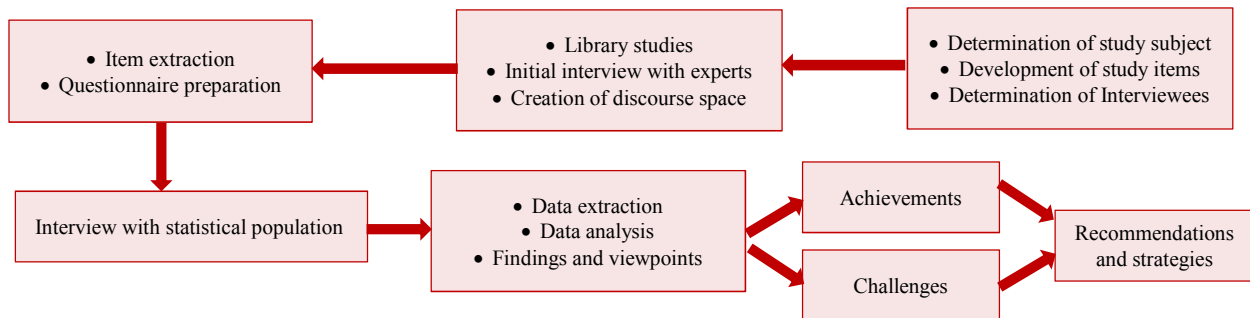 • Item extraction
• Questionnaire preparation
• Library studies
• Initial interview with experts
• Creation of discourse space
• Determination of study subject
• Development of study items
• Determination of Interviewees
Interview with statistical population
• Data extraction
• Data analysis
• Findings and viewpoints
Achievements
Challenges
Recommendations
and strategies